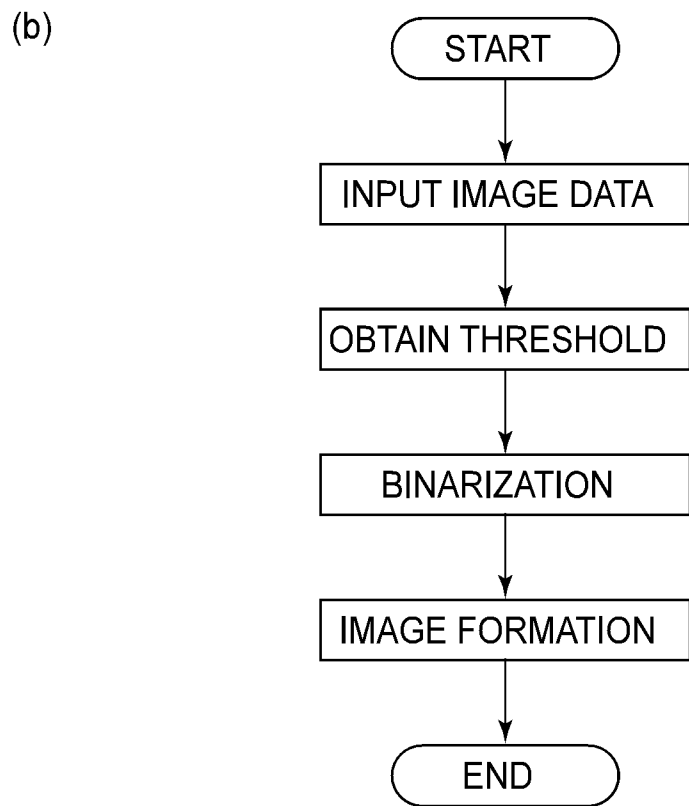 (b)
START
INPUT IMAGE DATA
OBTAIN THRESHOLD
BINARIZATION
IMAGE FORMATION
END